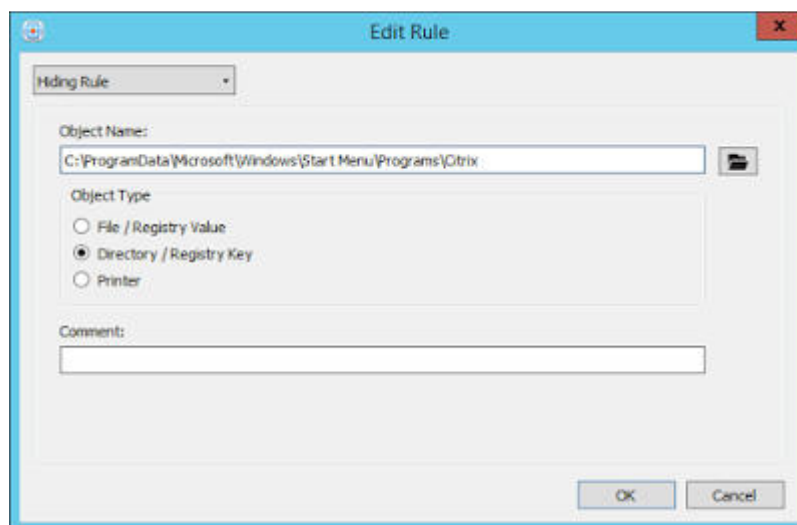 Edit Rule
x
Hiding Rule
Object Name:
C:\ProgramData\Microsoft\Windows\Start Menu\Programs\Citrix
Object Type
File / Registry Value
Directory / Registry Key
Printer
Comment:
OK
Cancel